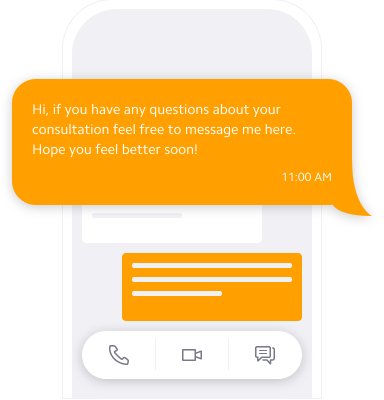 Hi, if you have any questions about your
consultation feel free to message me here.
Hope you feel better soon!
11:00 AM